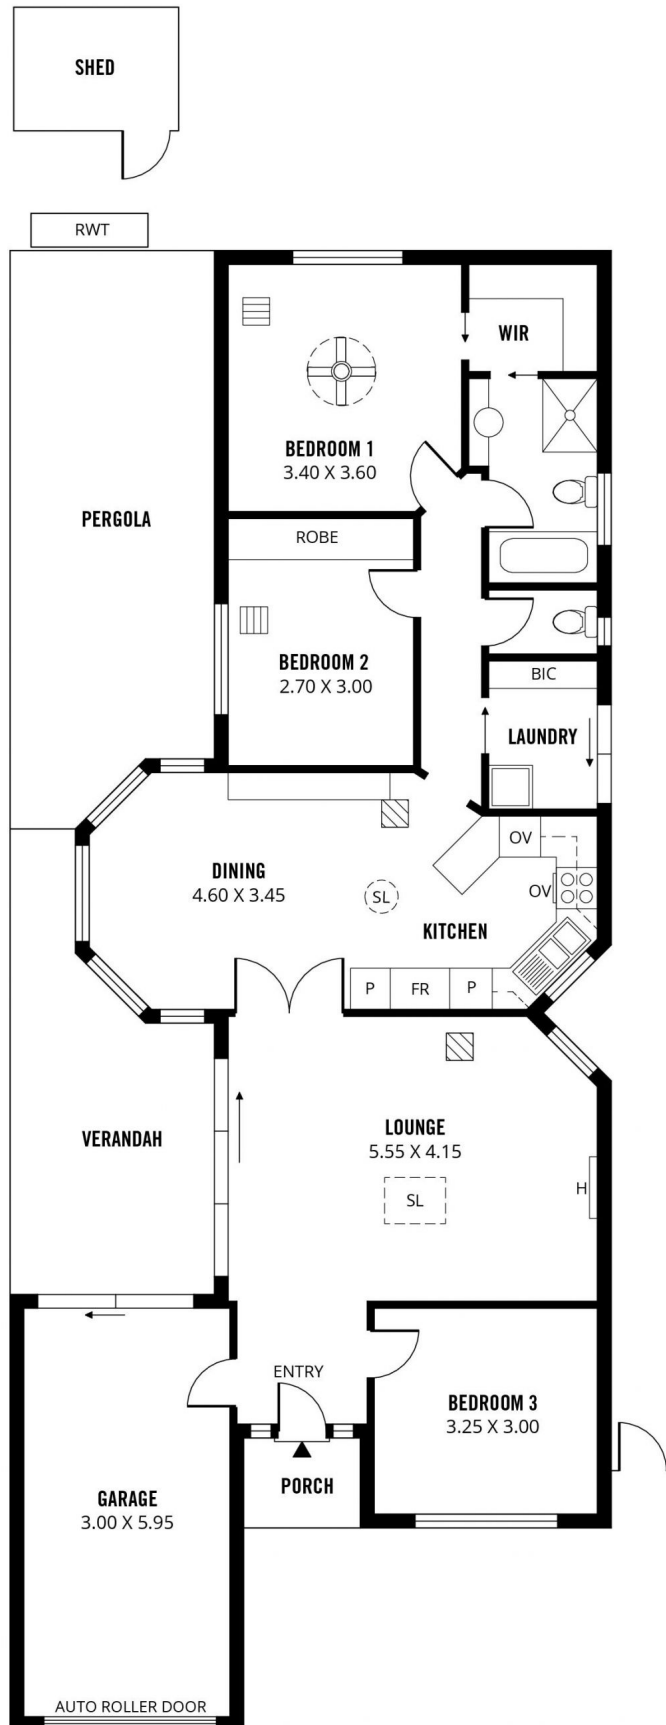 SHED
RWT
WIR
BEDROOM 1
3.40 X 3.60
PERGOLA
ROBE
BEDROOM 2
2.70 X 3.00
BIC
LAUNDRY
OV
DINING
4.60 X 3.45
SL
OV
KITCHEN
P
FR
P
VERANDAH
LOUNGE
5.55 X 4.15
SL
H
ENTRY
BEDROOM 3
3.25 X 3.00
PORCH
GARAGE
3.00 X 5.95
AUTO ROLLER DOOR